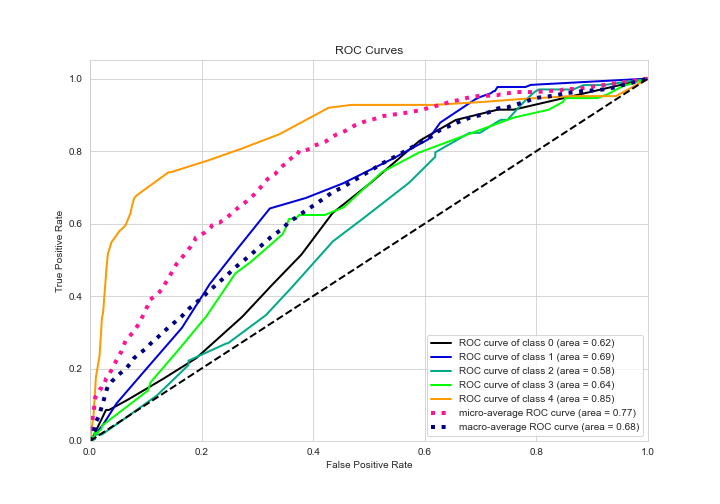 ROC Curves
True Positive Rate
1.0
0.8
0.6
0.4
0.2
0.0
0.0 0.2 0.4 0.6 0.8 1.0
False Positive Rate
ROC curve of class 0 (area = 0.62)
ROC curve of class 1 (area = 0.69)
ROC curve of class 2 (area = 0.58)
ROC curve of class 3 (area = 0.64)
ROC curve of class 4 (area = 0.85)
micro-average ROC curve (area = 0.77)
macro-average ROC curve (area = 0.68)